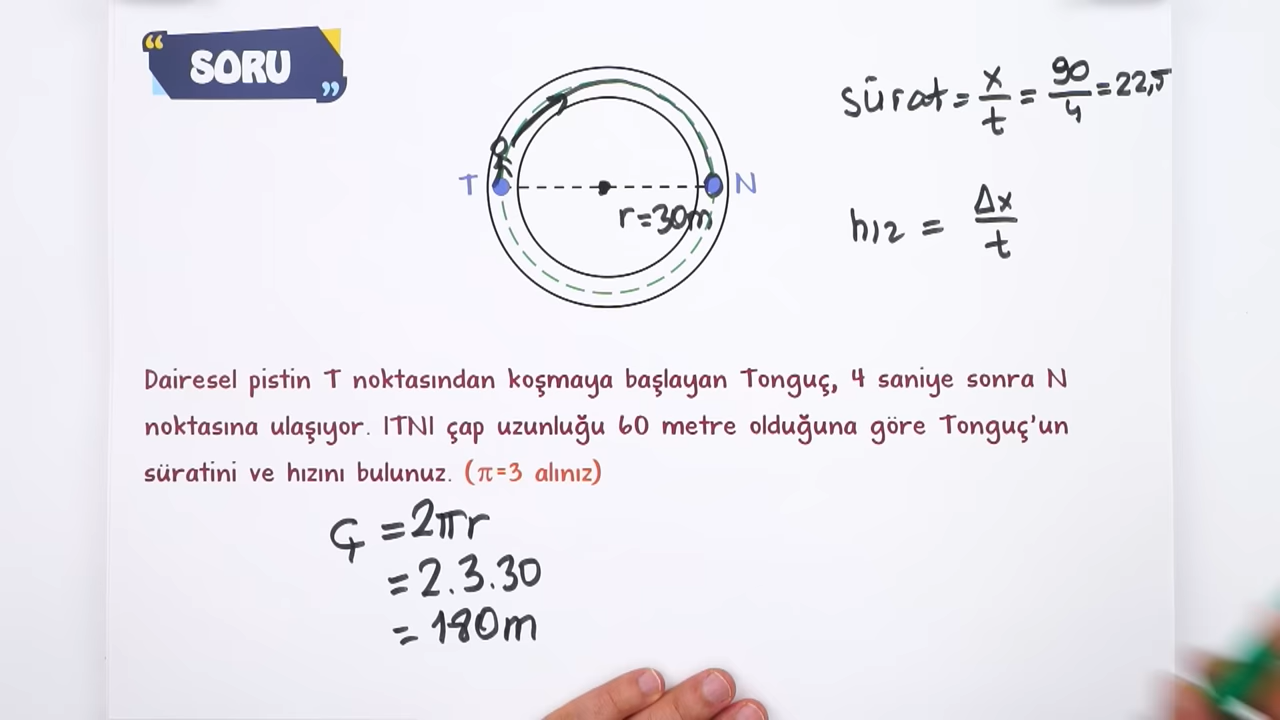 “ SORU ”
sürat = x/t = 90/4 = 22,5
T
N
r=30m
hız = Δx/t
Dairesel pistin T noktasından koşmaya başlayan Tonguç, 4 saniye sonra N
noktasına ulaşıyor. ITNI çap uzunluğu 60 metre olduğuna göre Tonguç'un
süratini ve hızını bulunuz. (π=3 alınız)
Ç = 2πr
= 2.3.30
= 180m